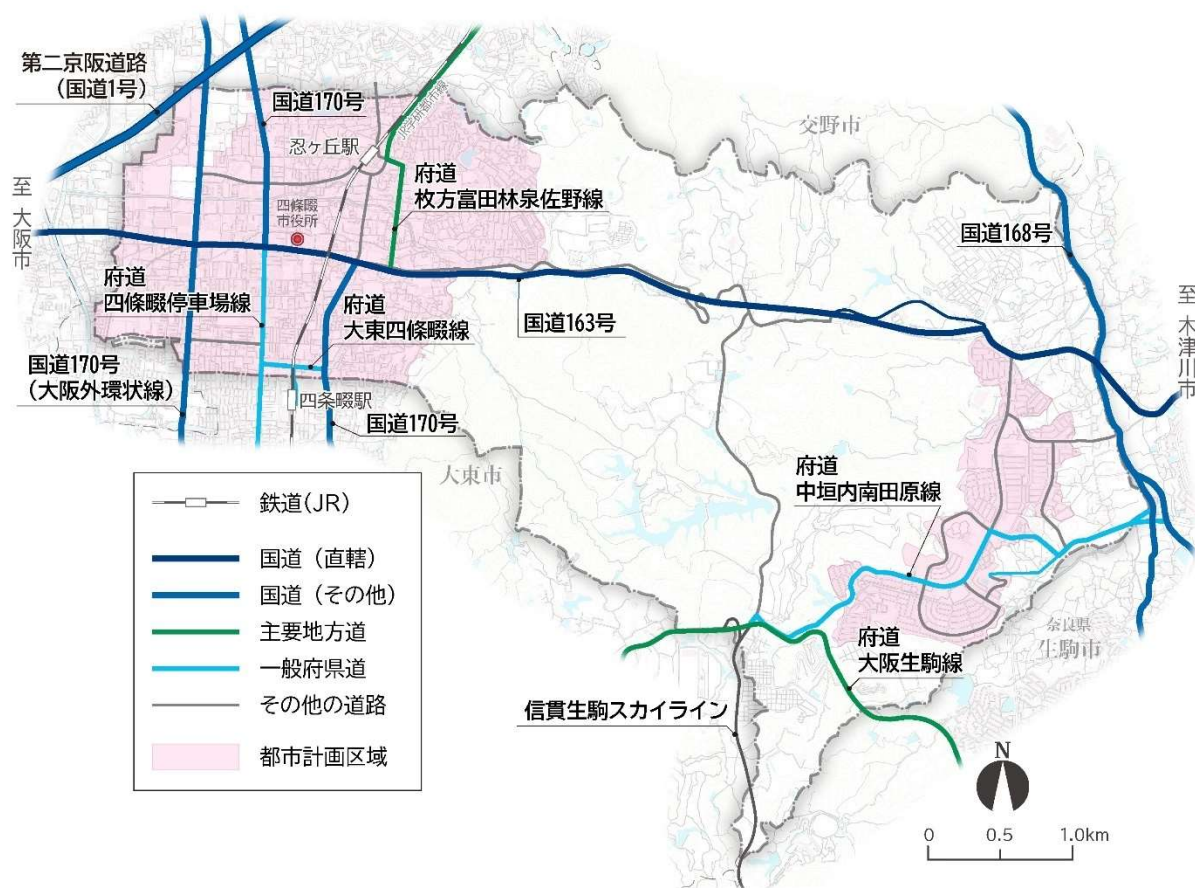 第二京阪道路
(国道1号)
国道170号
忍ヶ丘駅
JR学研都市線
府道
枚方富田林泉佐野線
交野市
至 大阪市
四條畷
市役所
国道168号
至 木津川市
府道
四條畷停車場線
府道
大東四條畷線
国道163号
国道170号
(大阪外環状線)
四条畷駅
国道170号
大東市
府道
中垣内南田原線
鉄道(JR)
国道(直轄)
国道(その他)
主要地方道
一般府県道
その他の道路
都市計画区域
奈良県
生駒市
府道
大阪生駒線
信貴生駒スカイライン
N
0 0.5 1.0km